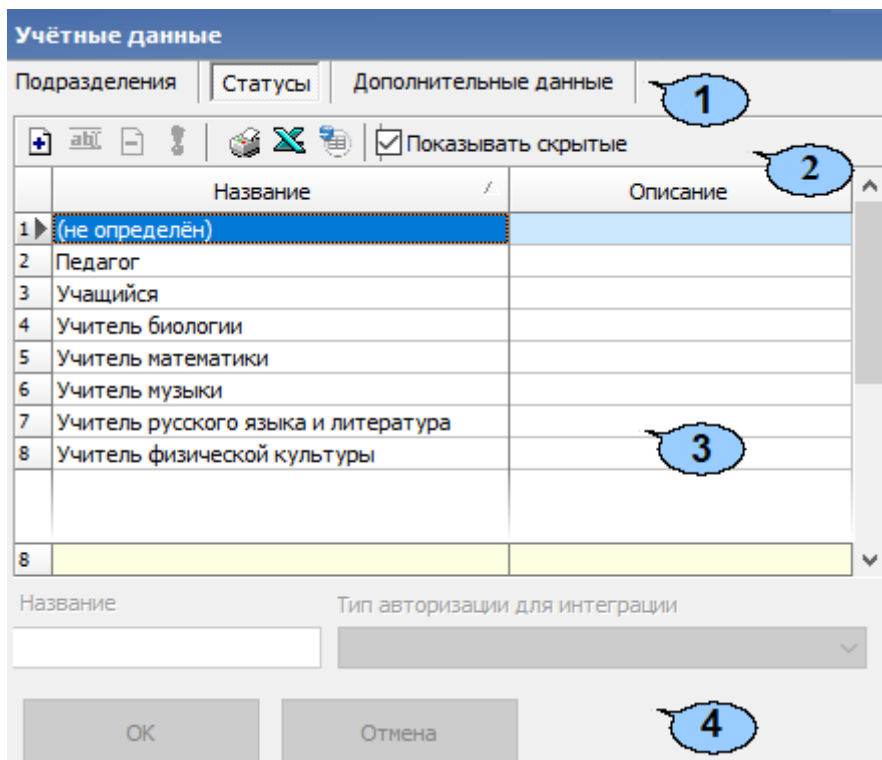 Учётные данные
Подразделения Статусы Дополнительные данные 1
abI Показывать скрытые 2
Название Описание
1 (не определён)
2 Педагог
3 Учащийся
4 Учитель биологии
5 Учитель математики
6 Учитель музыки
7 Учитель русского языка и литература
8 Учитель физической культуры
3
8
Название Тип авторизации для интеграции
ОК Отмена 4